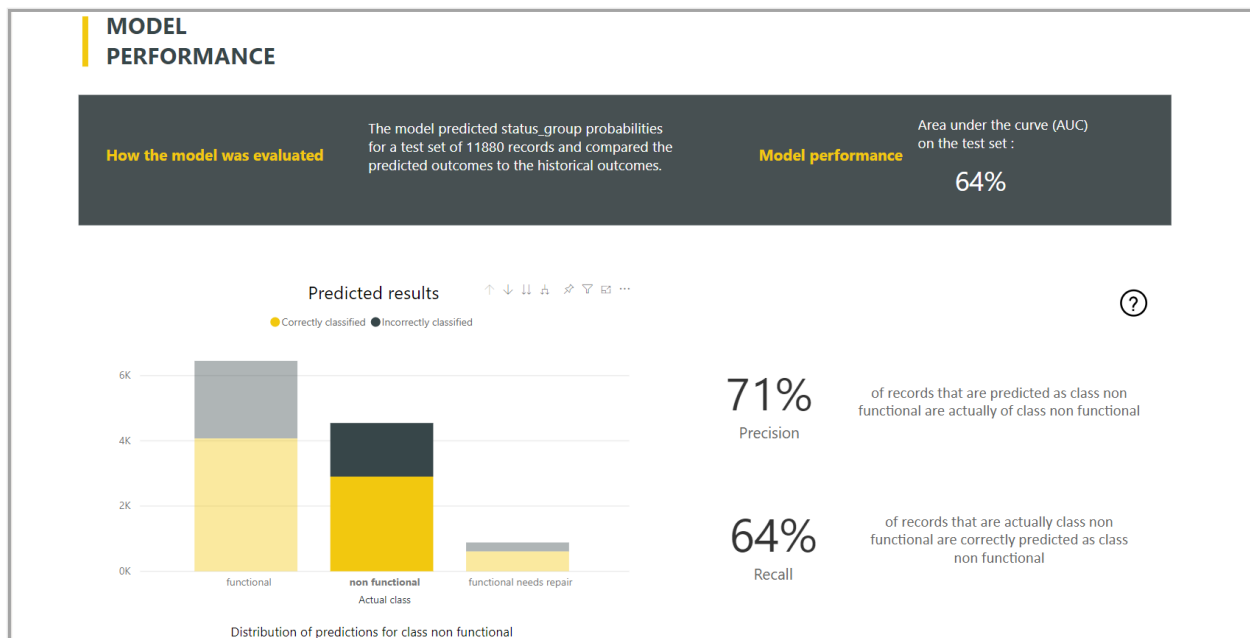 MODEL
PERFORMANCE
How the model was evaluated
The model predicted status_group probabilities
for a test set of 11880 records and compared the
predicted outcomes to the historical outcomes.
Model performance
Area under the curve (AUC)
on the test set :
64%
Predicted results
Correctly classified
Incorrectly classified
6K
4K
2K
0K
functional
non functional
functional needs repair
Actual class
Distribution of predictions for class non functional
?
71%
Precision
of records that are predicted as class non
functional are actually of class non functional
64%
Recall
of records that are actually class non
functional are correctly predicted as class
non functional